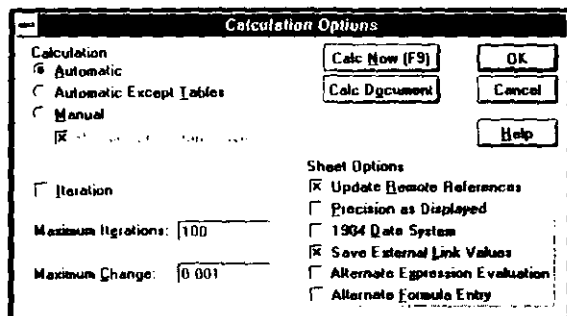 Calculation Options
Calculation
Automatic
Automatic Except Tables
Manual
Iteration
Maximum Iterations: 100
Maximum Change: 0.001
Calc Now (F9)
Calc Document
OK
Cancel
Help
Sheet Options
Update Remote References
Precision as Displayed
1904 Data System
Save External Link Values
Alternate Expression Evaluation
Alternate Formula Entry